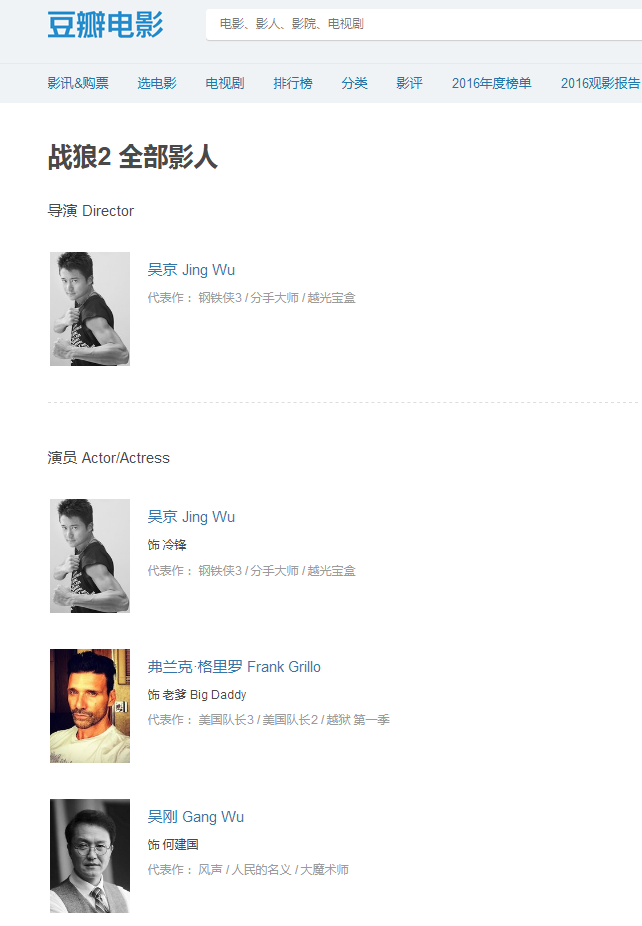 豆瓣电影
电影、影人、影院、电视剧
影讯&购票 选电影 电视剧 排行榜 分类 影评 2016年度榜单 2016观影报告
战狼2 全部影人
导演 Director
吴京 Jing Wu
代表作： 钢铁侠3 / 分手大师 / 越光宝盒
演员 Actor/Actress
吴京 Jing Wu
饰 冷锋
代表作： 钢铁侠3 / 分手大师 / 越光宝盒
弗兰克·格里罗 Frank Grillo
饰 老爹 Big Daddy
代表作： 美国队长3 / 美国队长2 / 越狱 第一季
吴刚 Gang Wu
饰 何建国
代表作： 风声 / 人民的名义 / 大魔术师